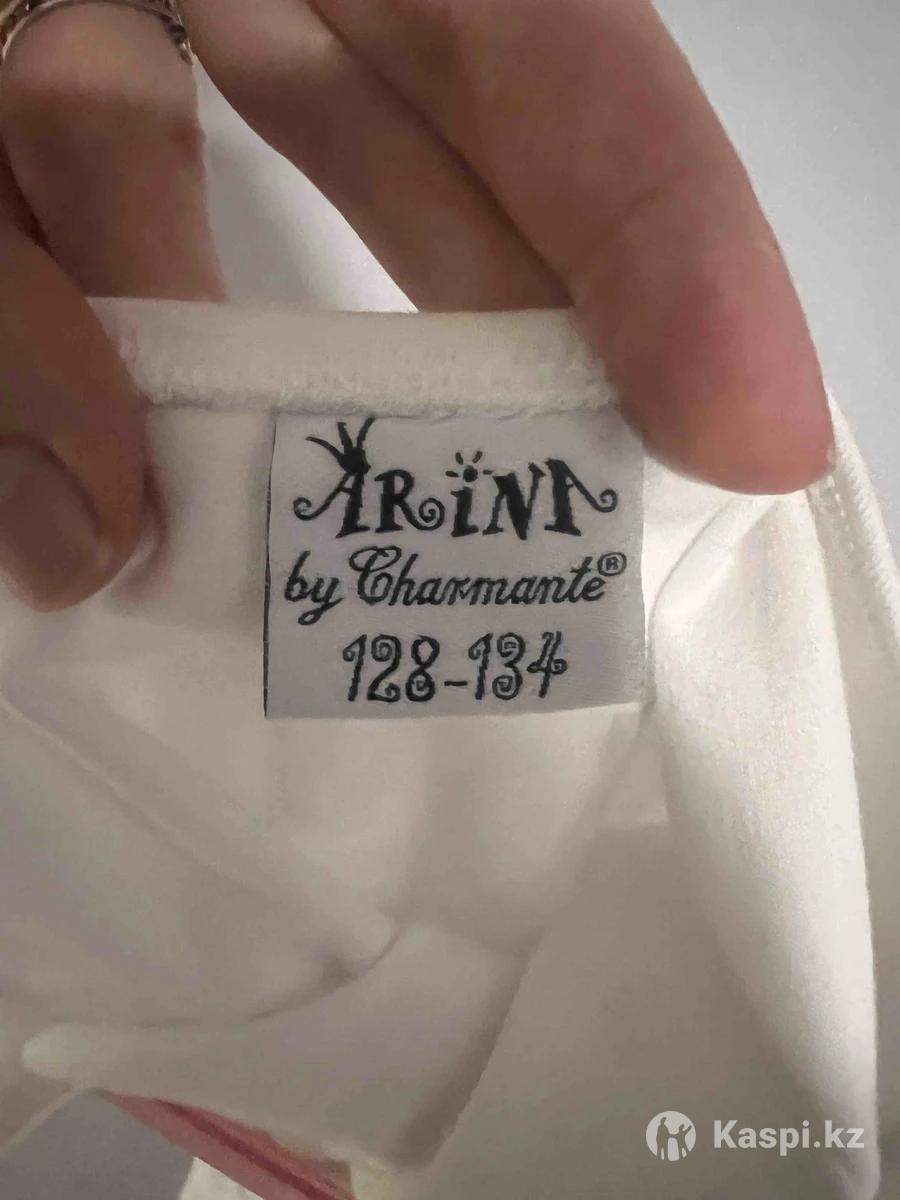 ARiNA
by Charmante®
128-134
Kaspi.kz